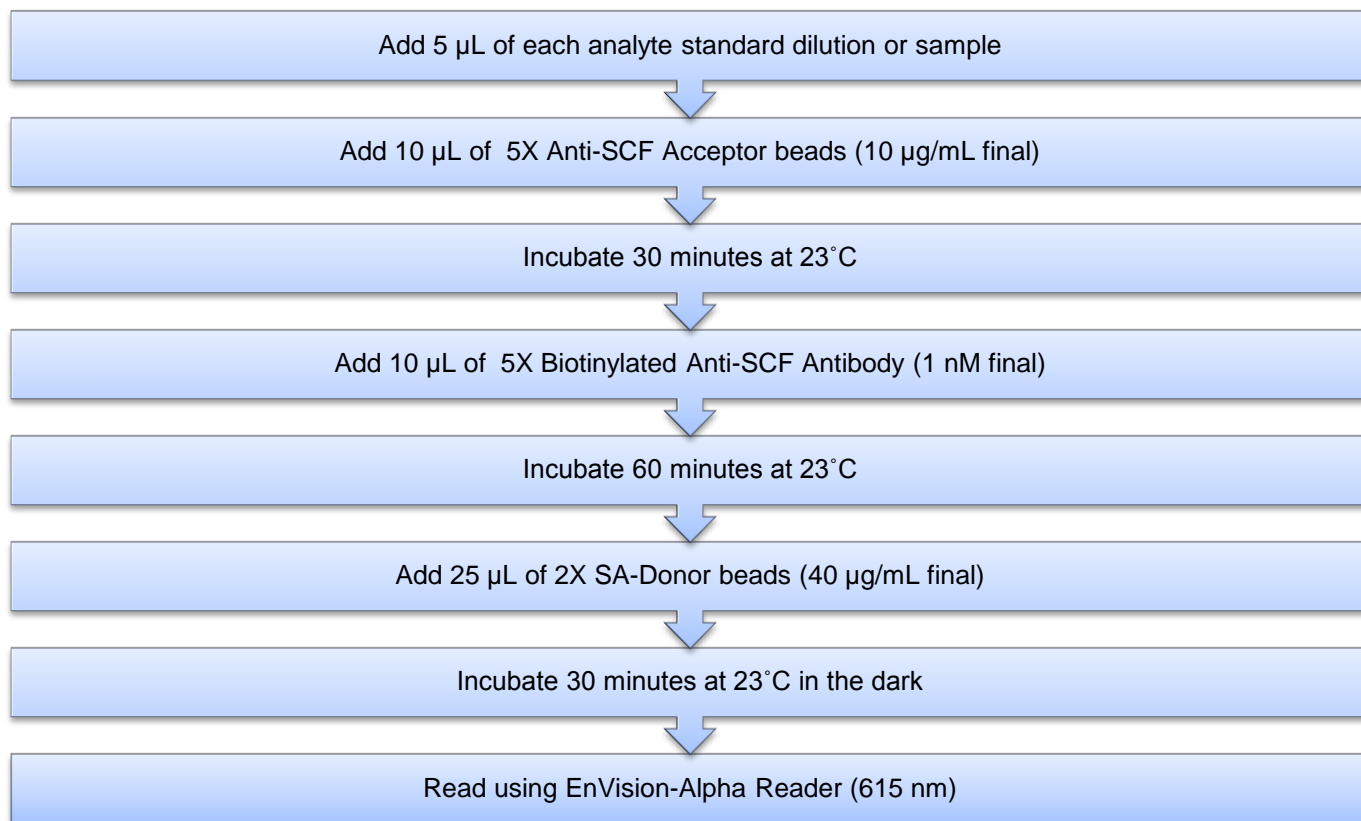 Add 5 µL of each analyte standard dilution or sample
Add 10 µL of 5X Anti-SCF Acceptor beads (10 µg/mL final)
Incubate 30 minutes at 23˚C
Add 10 µL of 5X Biotinylated Anti-SCF Antibody (1 nM final)
Incubate 60 minutes at 23˚C
Add 25 µL of 2X SA-Donor beads (40 µg/mL final)
Incubate 30 minutes at 23˚C in the dark
Read using EnVision-Alpha Reader (615 nm)